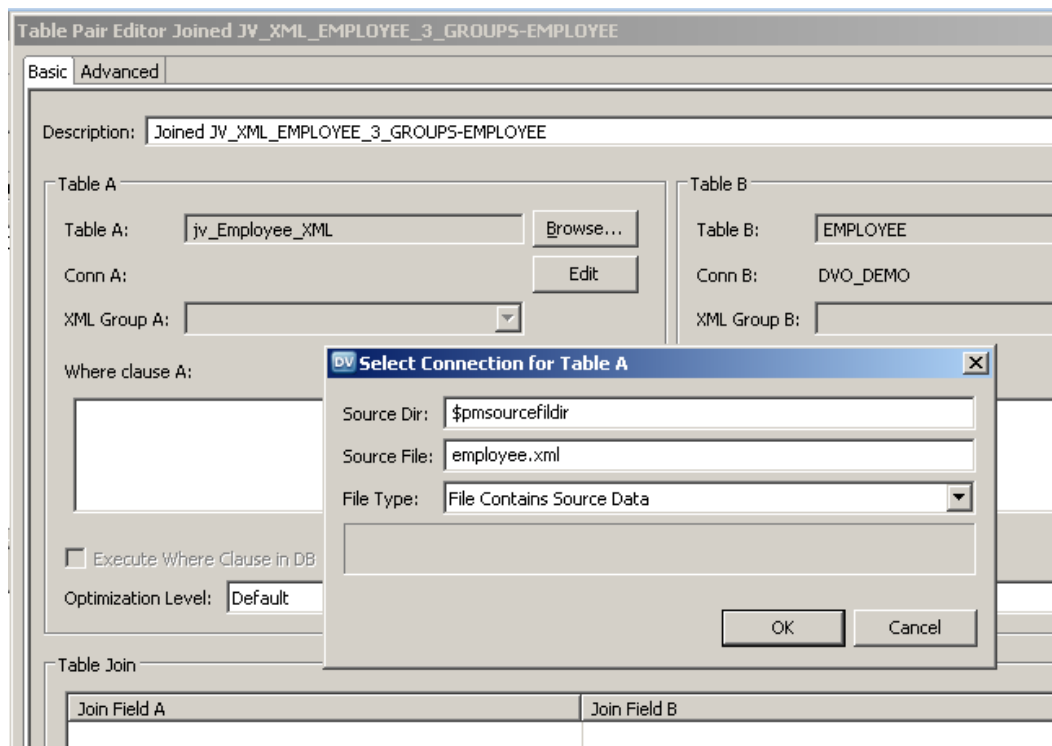 Table Pair Editor Joined JV_XML_EMPLOYEE_3_GROUPS-EMPLOYEE
Basic Advanced
Description: Joined JV_XML_EMPLOYEE_3_GROUPS-EMPLOYEE
Table A
Table B
Table A: jv_Employee_XML Browse... Table B: EMPLOYEE
Conn A: Edit Conn B: DVO_DEMO
XML Group A: XML Group B:
Where clause A:
DV Select Connection for Table A
Source Dir: $pmsourcefildir
Source File: employee.xml
File Type: File Contains Source Data
Execute Where Clause in DB
Optimization Level: Default
OK Cancel
Table Join
Join Field A Join Field B